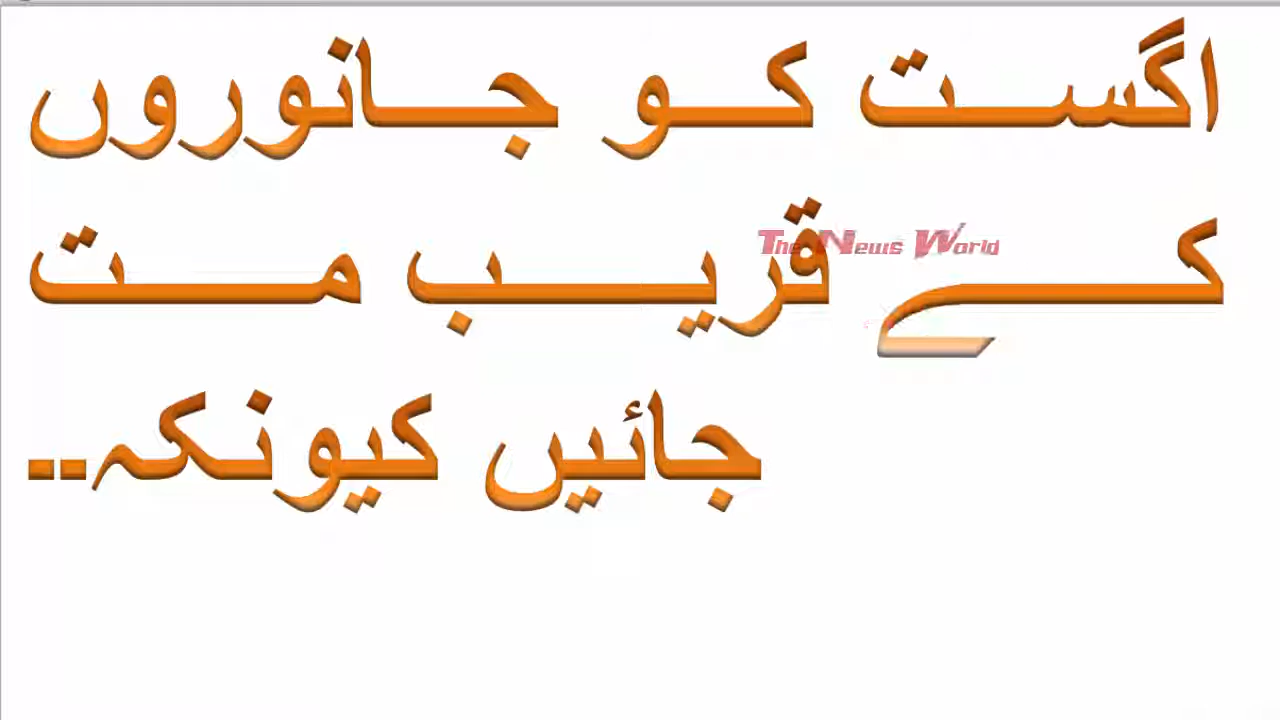 اگست کو جانوروں
کے قریب مت
The News World
جائیں کیونکہ..